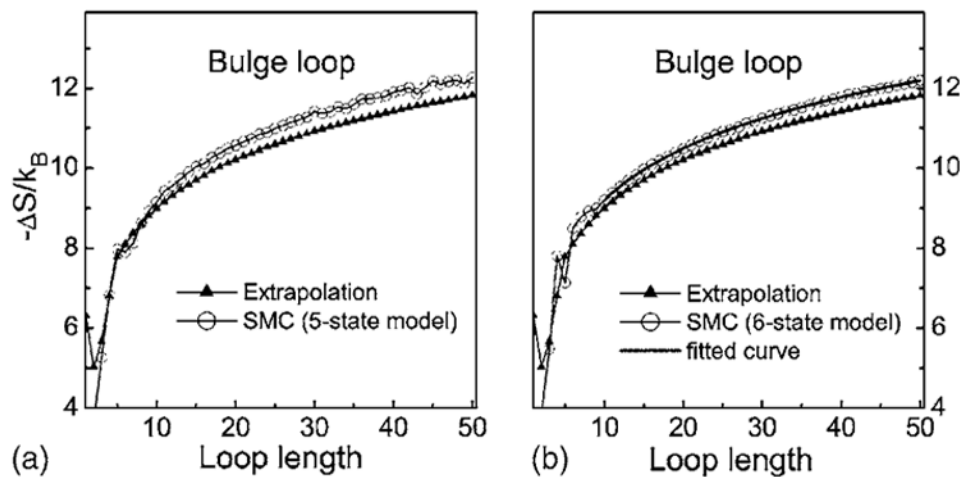 Bulge loop
-ΔS/k_B
12
10
8
6
4
Extrapolation
SMC (5-state model)
10 20 30 40 50
Loop length
(a)
Bulge loop
12
10
8
6
4
Extrapolation
SMC (6-state model)
fitted curve
10 20 30 40 50
Loop length
(b)